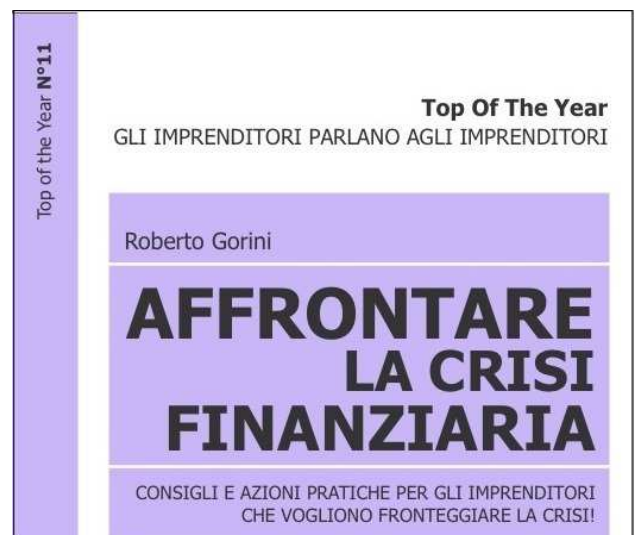 Top of the Year N°11
Top Of The Year
GLI IMPRENDITORI PARLANO AGLI IMPRENDITORI
Roberto Gorini
AFFRONTARE
LA CRISI
FINANZIARIA
CONSIGLI E AZIONI PRATICHE PER GLI IMPRENDITORI
CHE VOGLIONO FRONTEGGIARE LA CRISI!